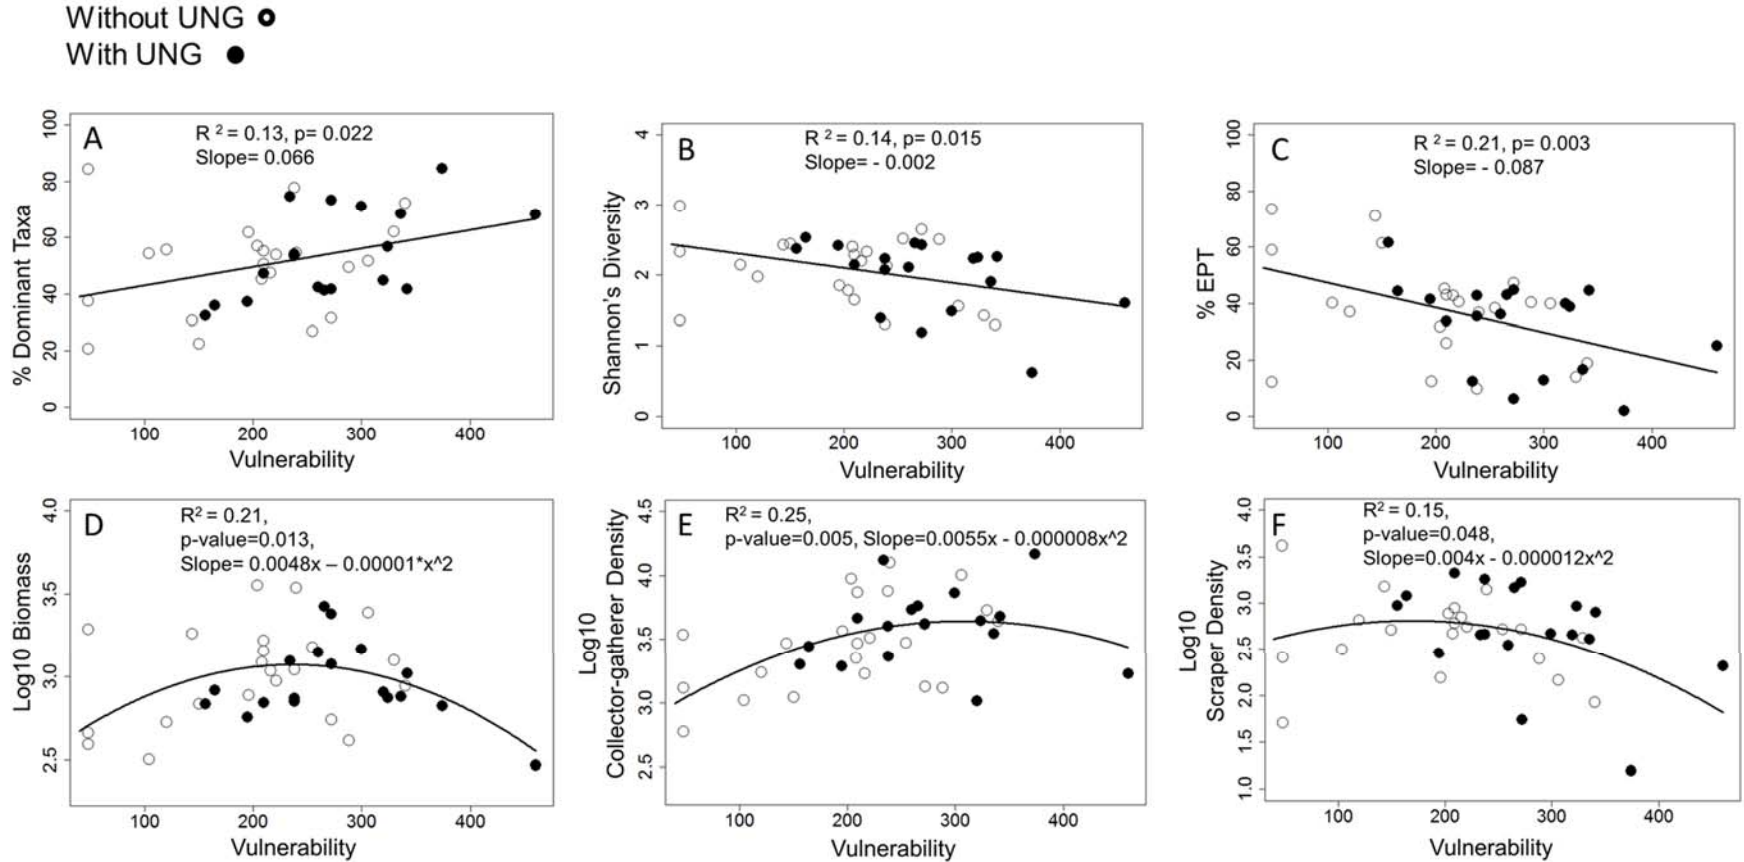 Without UNG
With UNG
A
R ² = 0.13, p= 0.022
Slope= 0.066
% Dominant Taxa
0
20
40
60
80
100
100
200
300
400
Vulnerability
B
R ² = 0.14, p= 0.015
Slope= - 0.002
Shannon's Diversity
0
1
2
3
4
100
200
300
400
Vulnerability
C
R ² = 0.21, p= 0.003
Slope= - 0.087
% EPT
0
20
40
60
80
100
100
200
300
400
Vulnerability
D
R² = 0.21,
p-value=0.013,
Slope= 0.0048x – 0.00001*x^2
Log10 Biomass
2.5
3.0
3.5
4.0
100
200
300
400
Vulnerability
E
R² = 0.25,
p-value=0.005, Slope=0.0055x - 0.000008x^2
Log10
Collector-gatherer Density
2.5
3.0
3.5
4.0
4.5
100
200
300
400
Vulnerability
F
R² = 0.15,
p-value=0.048,
Slope=0.004x - 0.000012x^2
Log10
Scraper Density
1.0
1.5
2.0
2.5
3.0
3.5
4.0
100
200
300
400
Vulnerability